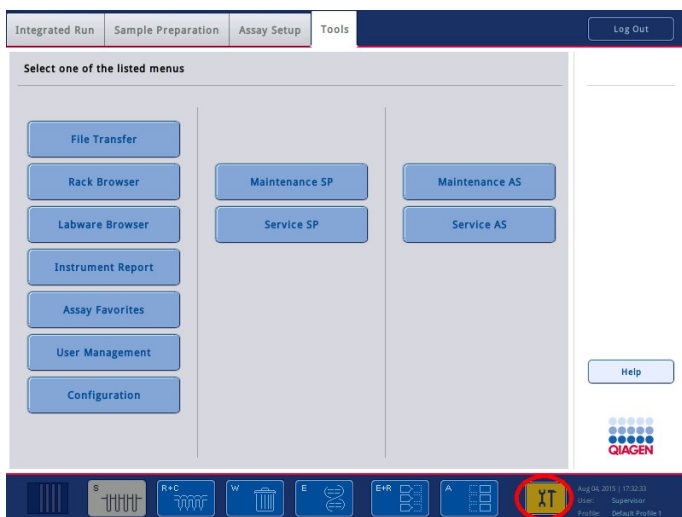 Integrated Run
Sample Preparation
Assay Setup
Tools
Log Out
Select one of the listed menus
File Transfer
Rack Browser
Maintenance SP
Maintenance AS
Labware Browser
Service SP
Service AS
Instrument Report
Assay Favorites
User Management
Configuration
Help
QIAGEN
S
R+C
W
E
E+R
A
Aug 04, 2015 | 17:32:33
User: Supervisor
Profile: Default Profile 1